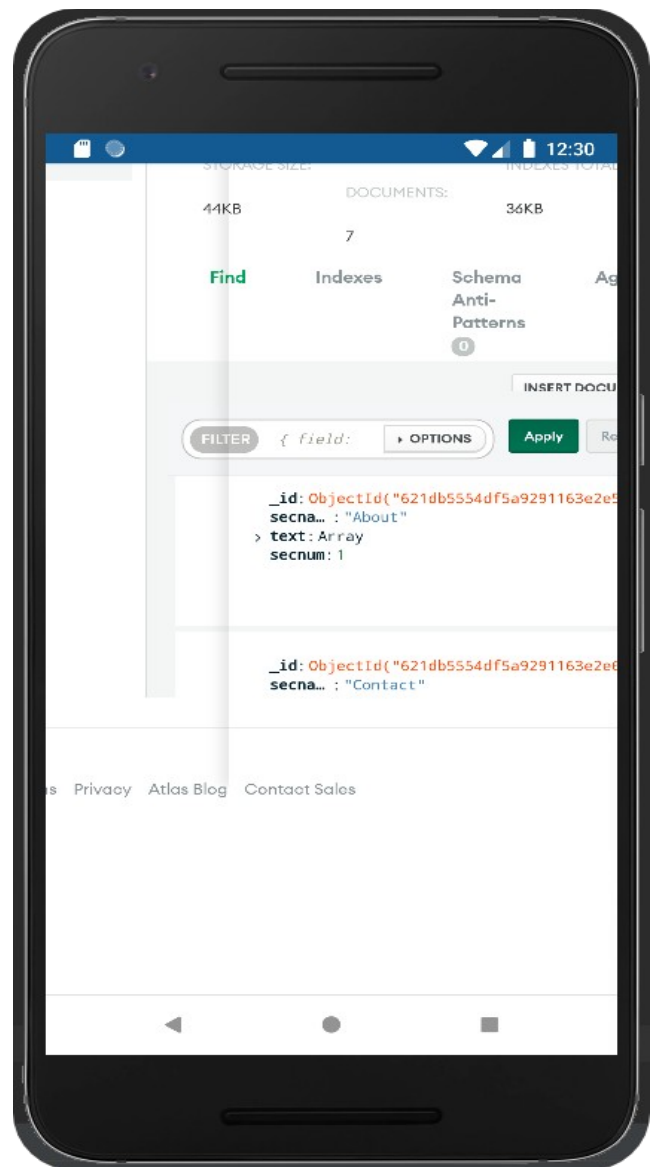 12:30
STORAGE SIZE:
INDEXES TOTAL
DOCUMENTS:
44KB
36KB
7
Find Indexes Schema Anti-Patterns Ag
0
INSERT DOCU
FILTER { field: OPTIONS Apply Re
_id: ObjectId("621db5554df5a9291163e2e5
secna… : "About"
> text: Array
secnum: 1
_id: ObjectId("621db5554df5a9291163e2e6
secna… : "Contact"
s Privacy Atlas Blog Contact Sales